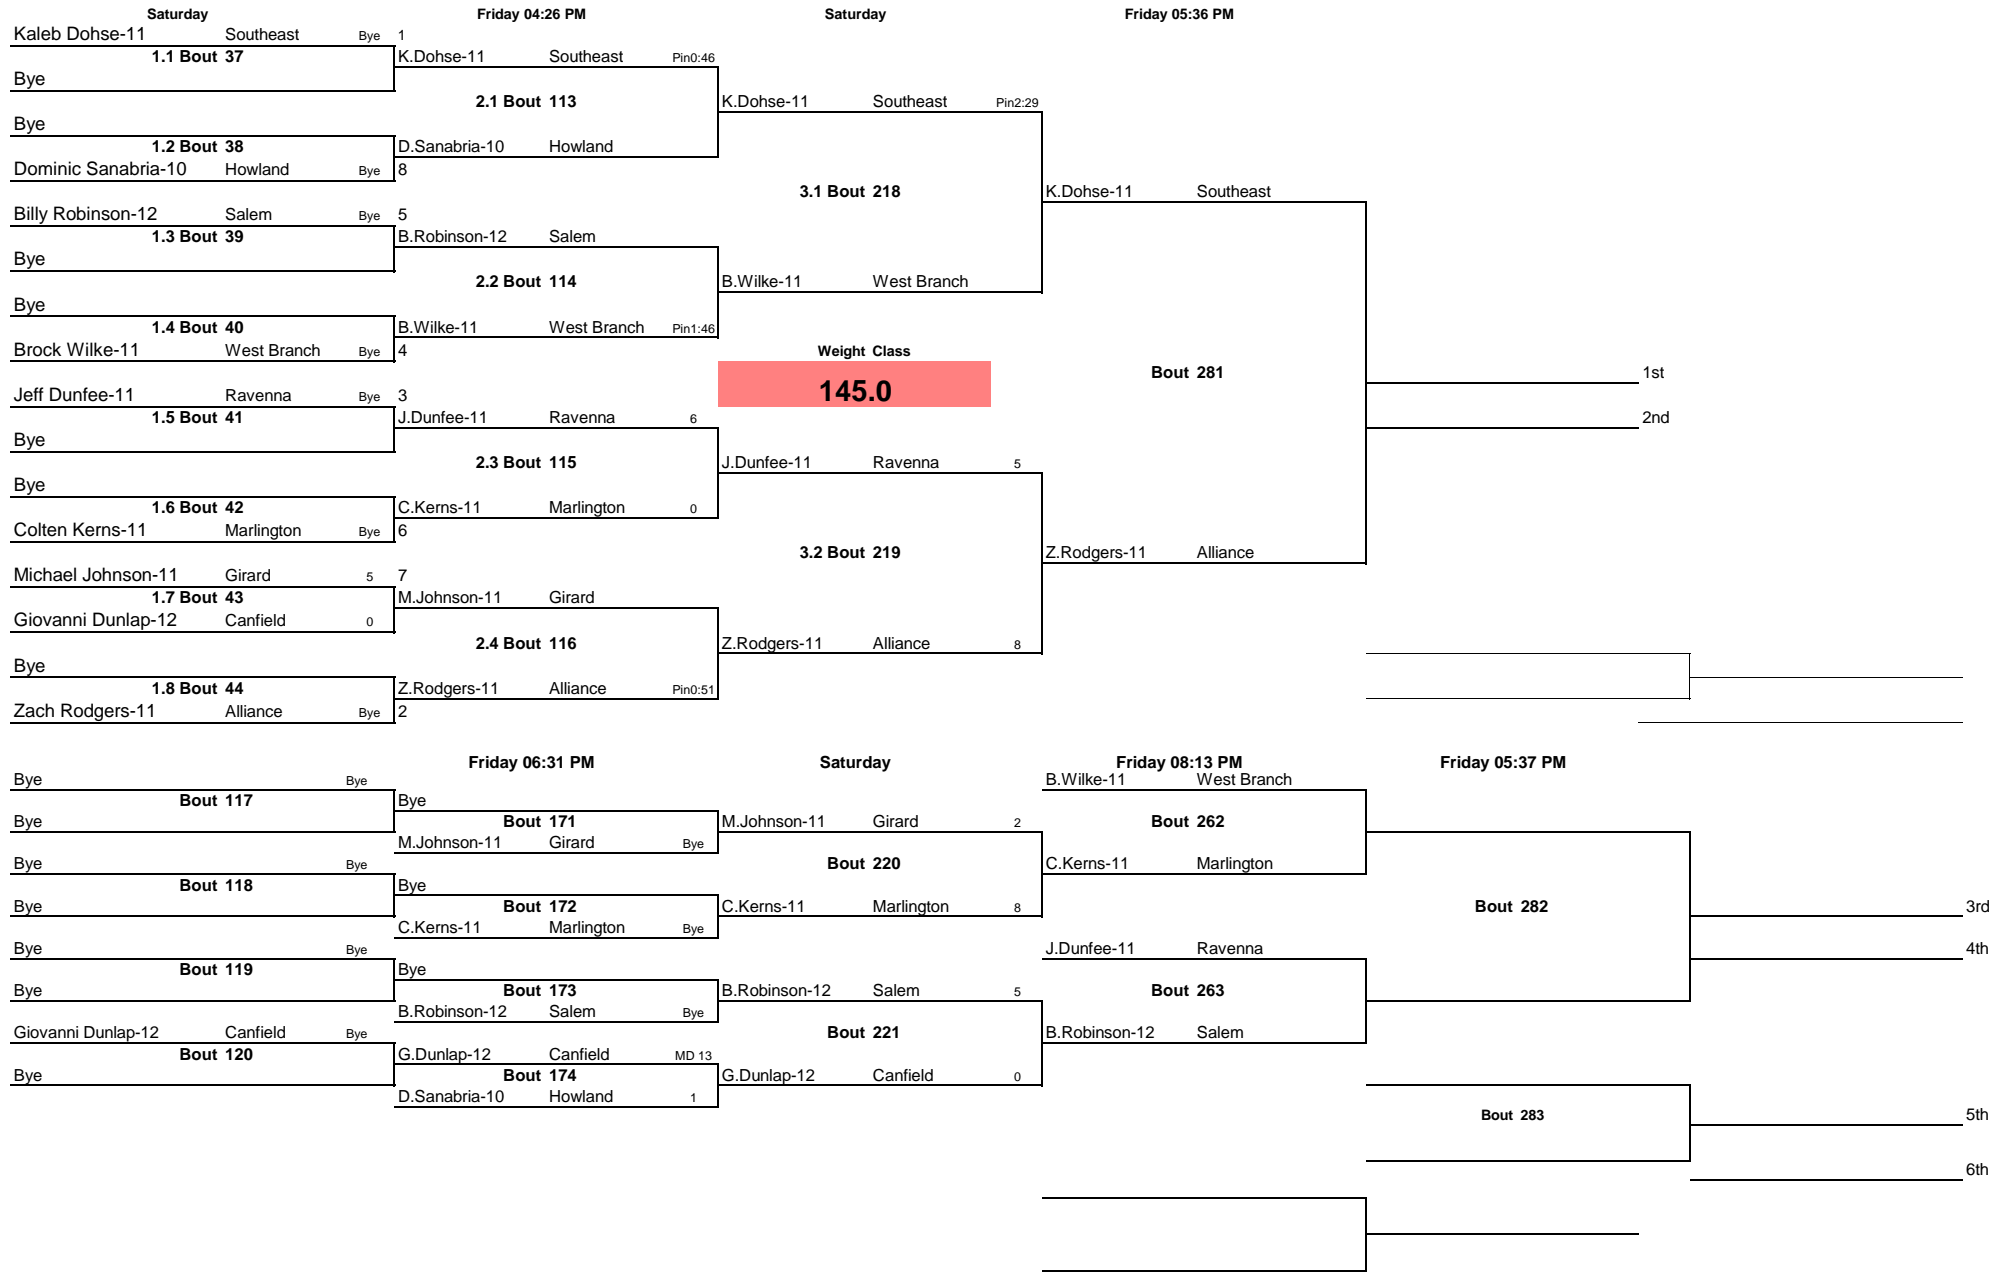 Saturday Friday 04:26 PM Saturday Friday 05:36 PM
Kaleb Dohse-11 Southeast Bye 1
1.1 Bout 37 K.Dohse-11 Southeast Pin0:46
Bye
2.1 Bout 113 K.Dohse-11 Southeast Pin2:29
Bye
1.2 Bout 38 D.Sanabria-10 Howland
Dominic Sanabria-10 Howland Bye 8
3.1 Bout 218 K.Dohse-11 Southeast
Billy Robinson-12 Salem Bye 5
1.3 Bout 39 B.Robinson-12 Salem
Bye
2.2 Bout 114 B.Wilke-11 West Branch
Bye
1.4 Bout 40 B.Wilke-11 West Branch Pin1:46
Brock Wilke-11 West Branch Bye 4 Weight Class
Bout 281 1st
Jeff Dunfee-11 Ravenna Bye 3 145.0
1.5 Bout 41 J.Dunfee-11 Ravenna 6 2nd
Bye
2.3 Bout 115 J.Dunfee-11 Ravenna 5
Bye
1.6 Bout 42 C.Kerns-11 Marlington 0
Colten Kerns-11 Marlington Bye 6
3.2 Bout 219 Z.Rodgers-11 Alliance
Michael Johnson-11 Girard 5 7
1.7 Bout 43 M.Johnson-11 Girard
Giovanni Dunlap-12 Canfield 0
2.4 Bout 116 Z.Rodgers-11 Alliance 8
Bye
1.8 Bout 44 Z.Rodgers-11 Alliance Pin0:51
Zach Rodgers-11 Alliance Bye 2
Friday 06:31 PM Saturday Friday 08:13 PM Friday 05:37 PM
Bye Bye B.Wilke-11 West Branch
Bout 117 Bye
Bye Bout 171 M.Johnson-11 Girard 2 Bout 262
M.Johnson-11 Girard Bye
Bye Bye Bout 220 C.Kerns-11 Marlington
Bout 118 Bye
Bye Bout 172 C.Kerns-11 Marlington 8 Bout 282 3rd
C.Kerns-11 Marlington Bye
Bye Bye J.Dunfee-11 Ravenna 4th
Bout 119 Bye
Bye Bout 173 B.Robinson-12 Salem 5 Bout 263
B.Robinson-12 Salem Bye
Giovanni Dunlap-12 Canfield Bye Bout 221 B.Robinson-12 Salem
Bout 120 G.Dunlap-12 Canfield MD 13
Bye Bout 174 G.Dunlap-12 Canfield 0
D.Sanabria-10 Howland 1
Bout 283 5th
6th